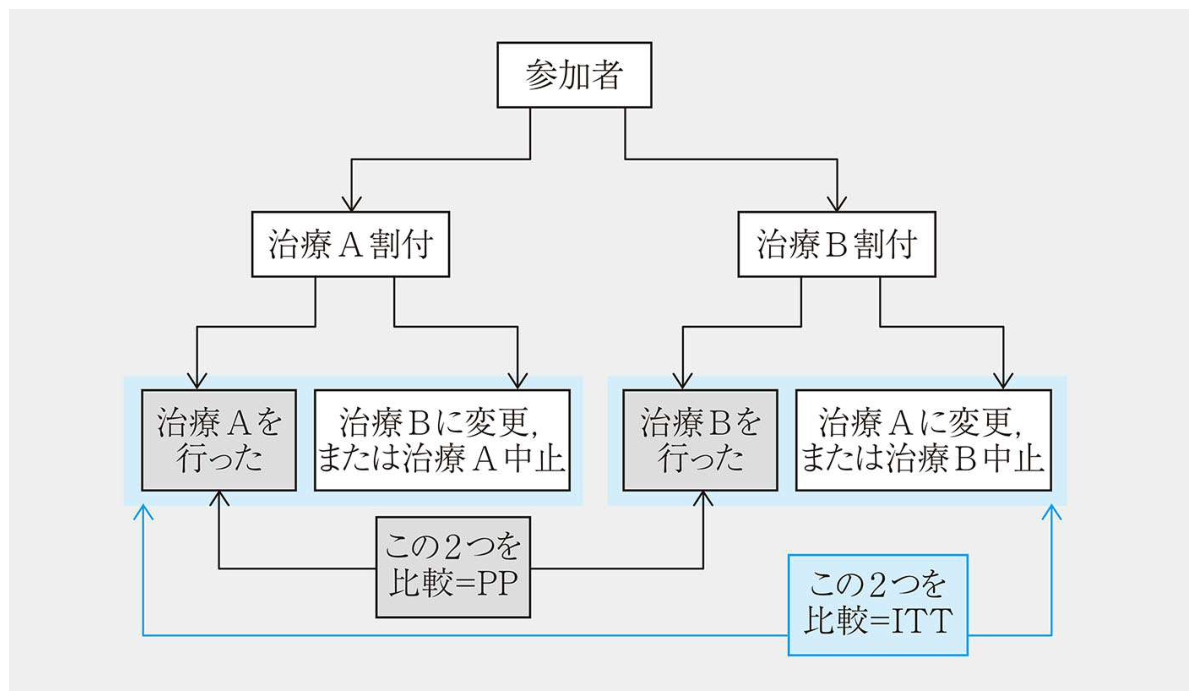 参加者
治療A割付
治療B割付
治療Aを
行った
治療Bに変更,
または治療A中止
治療Bを
行った
治療Aに変更,
または治療B中止
この2つを
比較=PP
この2つを
比較=ITT